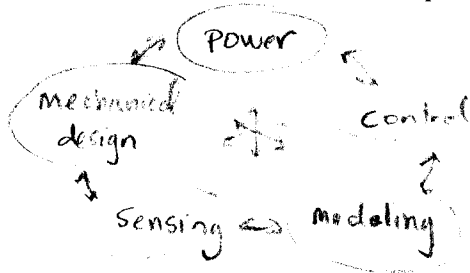 Power
Mechanical
design
Control
Sensing
Modeling